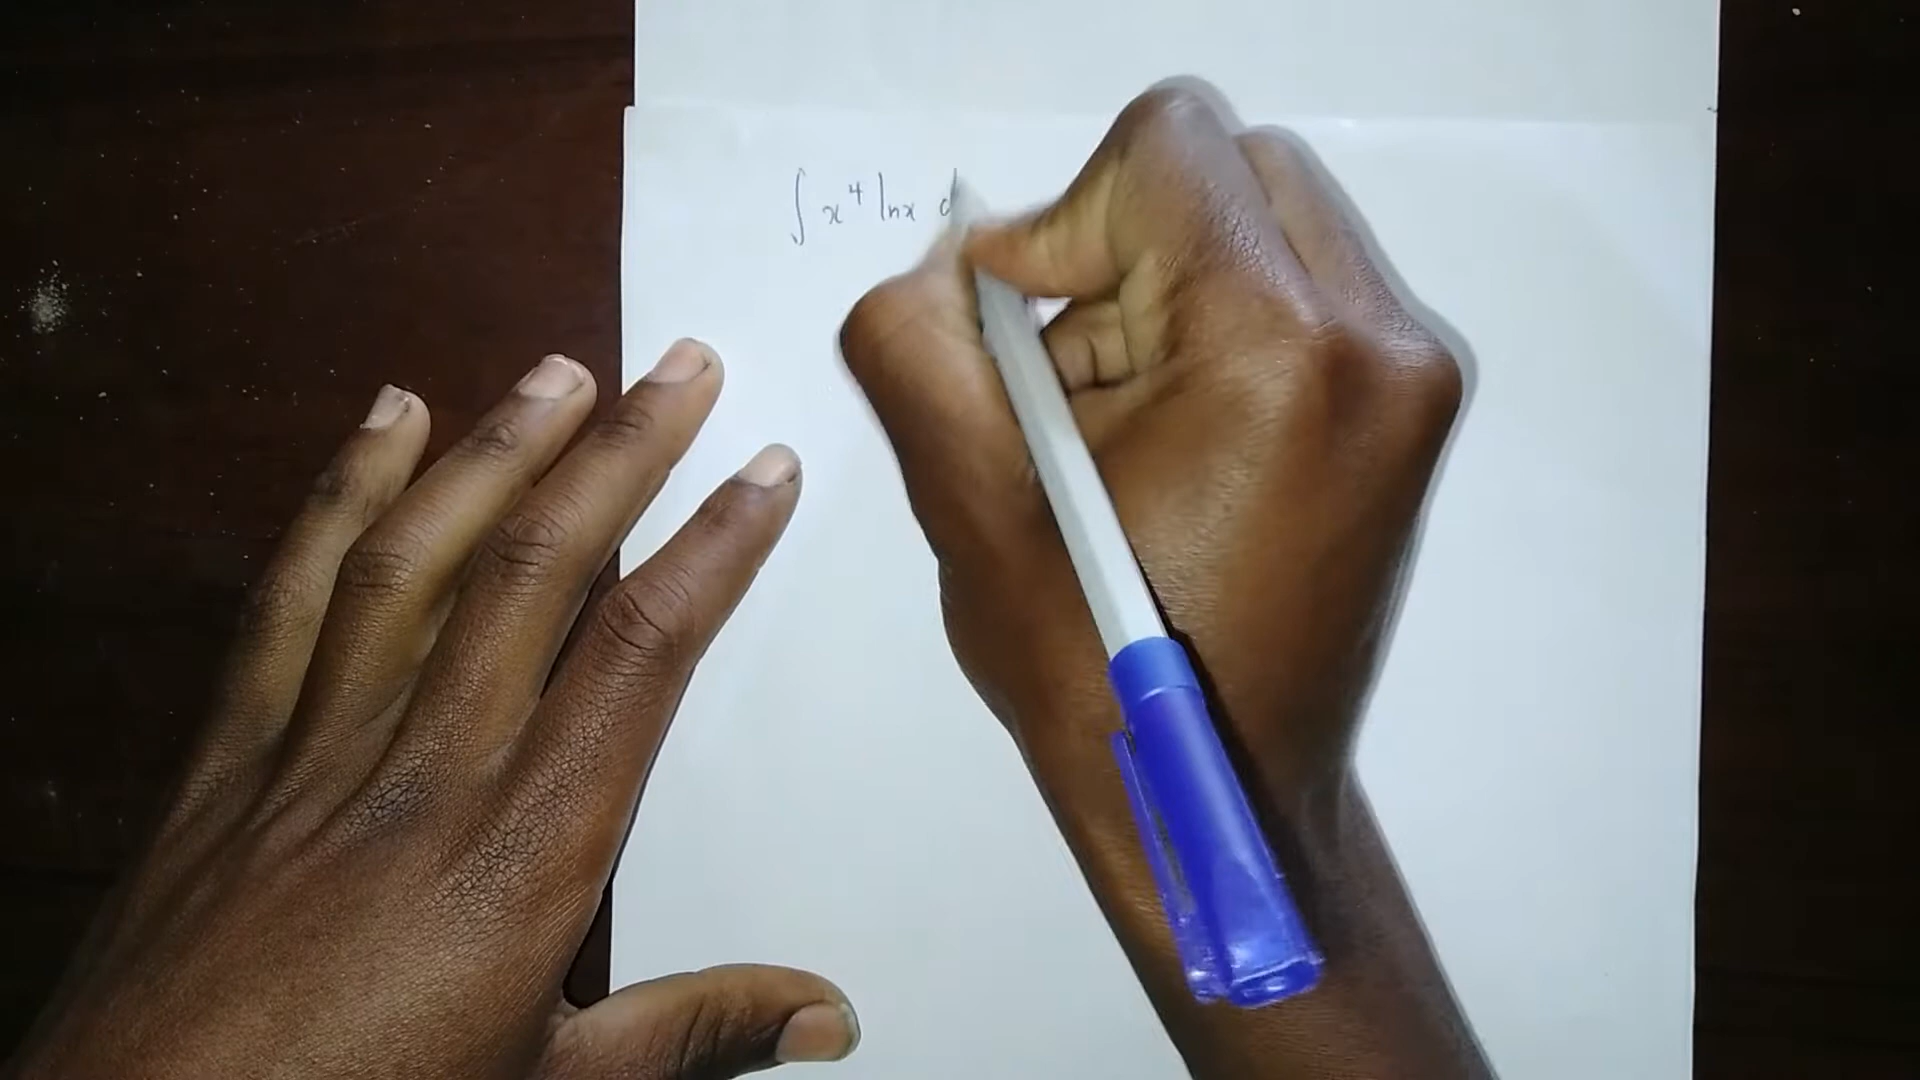 ∫ x⁴ lnx d